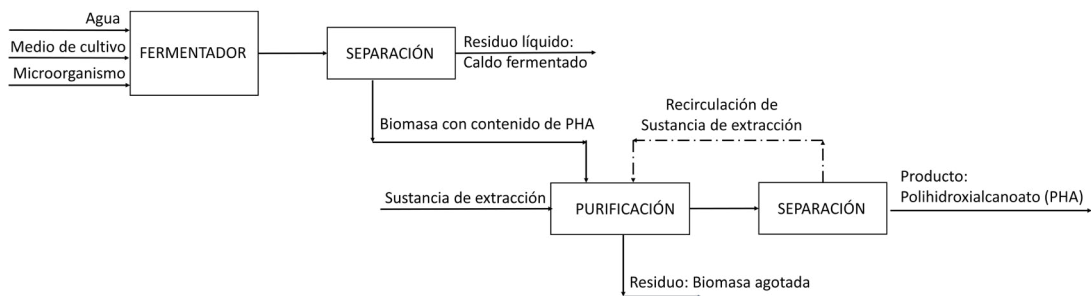 Agua
Medio de cultivo
Microorganismo
FERMENTADOR
SEPARACIÓN
Residuo líquido:
Caldo fermentado
Biomasa con contenido de PHA
Recirculación de
Sustancia de extracción
Sustancia de extracción
PURIFICACIÓN
SEPARACIÓN
Producto:
Polihidroxialcanoato (PHA)
Residuo: Biomasa agotada